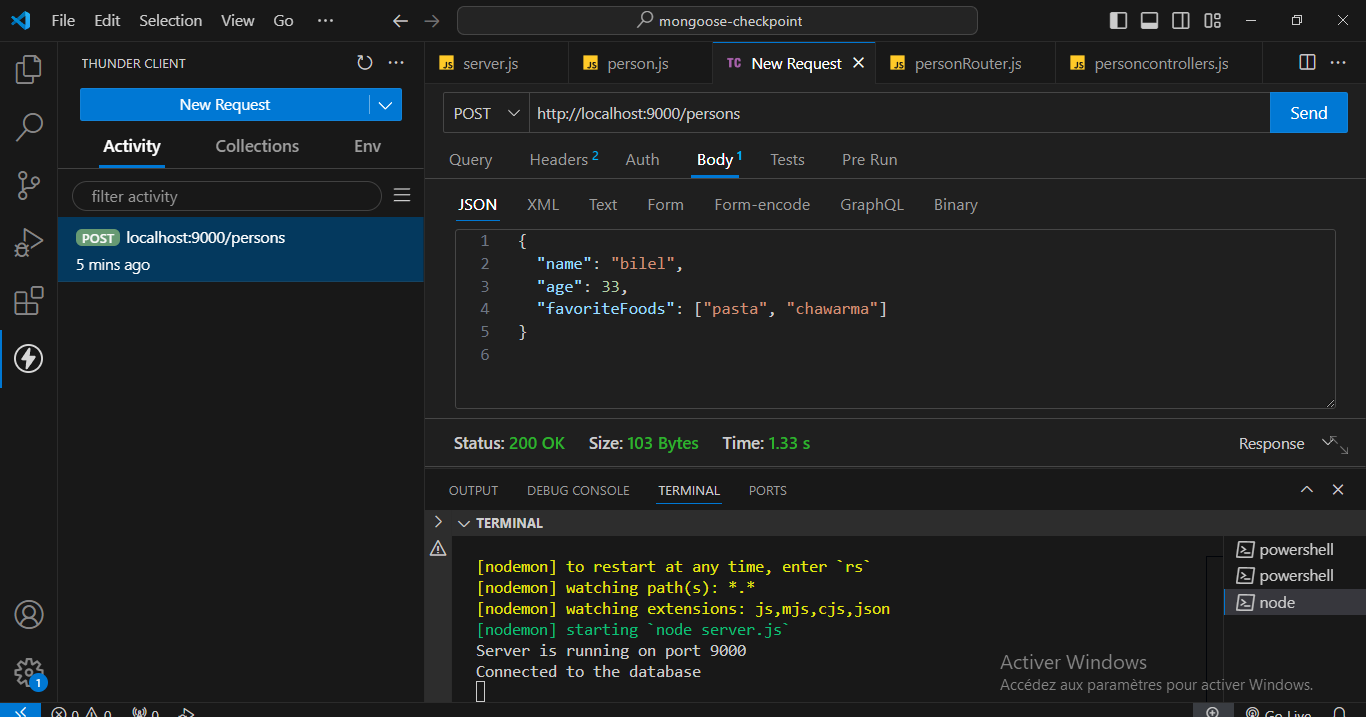 File Edit Selection View Go ··· mongoose-checkpoint
THUNDER CLIENT
New Request
Activity Collections Env
filter activity
POST localhost:9000/persons
5 mins ago
JS server.js JS person.js TC New Request JS personRouter.js JS personcontrollers.js
POST http://localhost:9000/persons Send
Query Headers 2 Auth Body 1 Tests Pre Run
JSON XML Text Form Form-encode GraphQL Binary
1 {
2 "name": "bilel",
3 "age": 33,
4 "favoriteFoods": ["pasta", "chawarma"]
5 }
6
Status: 200 OK Size: 103 Bytes Time: 1.33 s Response
OUTPUT DEBUG CONSOLE TERMINAL PORTS
TERMINAL
[nodemon] to restart at any time, enter `rs`
[nodemon] watching path(s): *.*
[nodemon] watching extensions: js,mjs,cjs,json
[nodemon] starting `node server.js`
Server is running on port 9000
Connected to the database
powershell
powershell
node
Activer Windows
Accédez aux paramètres pour activer Windows.
1
0 0 0 Go Live